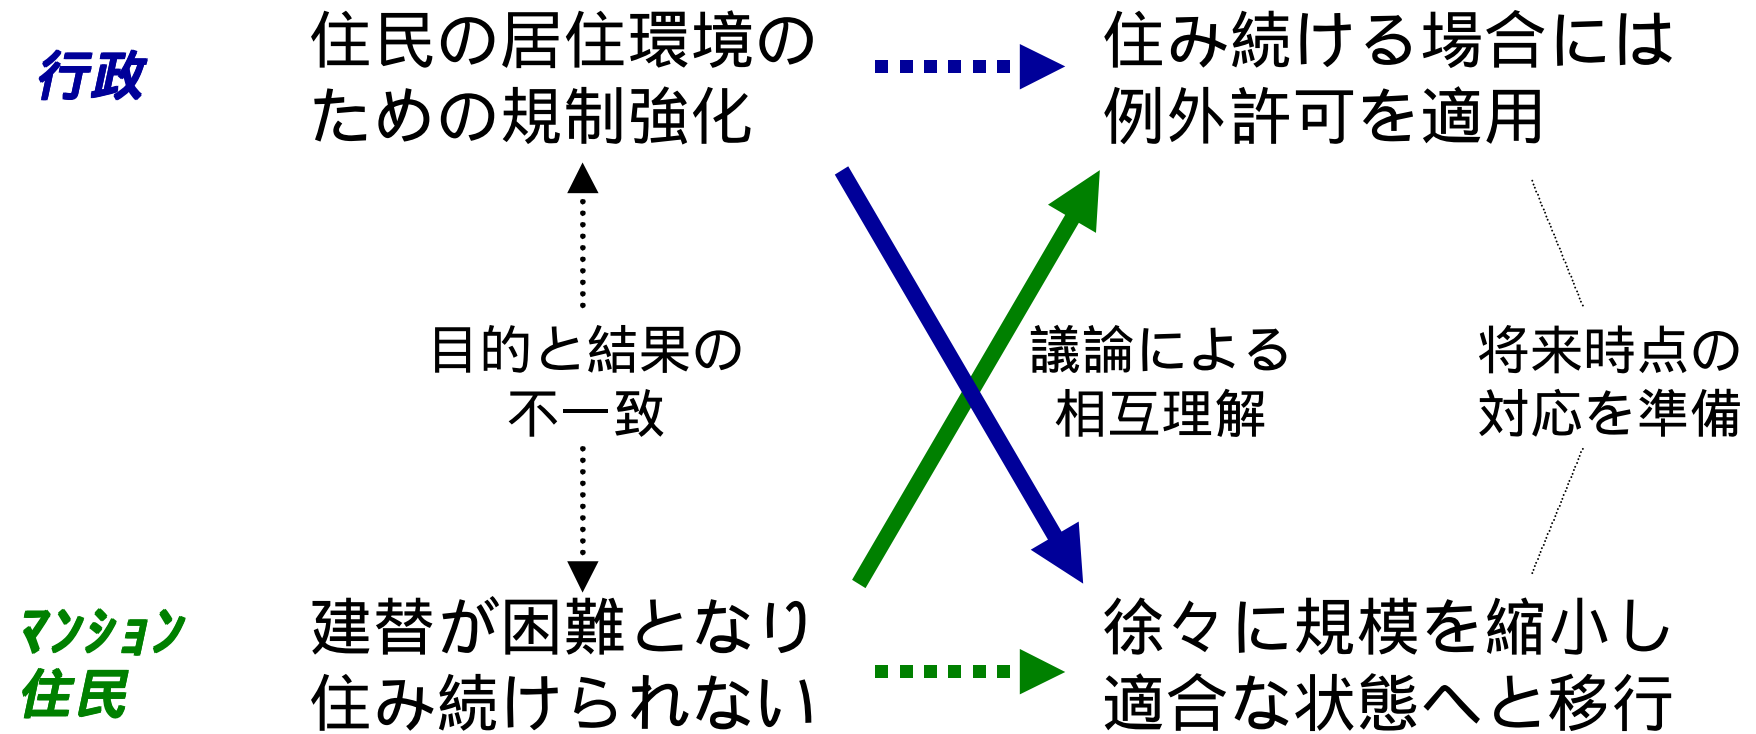 行政
住民の居住環境の
ための規制強化
住み続ける場合には
例外許可を適用
目的と結果の
不一致
議論による
相互理解
将来時点の
対応を準備
ﾏﾝｼｮﾝ
住民
建替が困難となり
住み続けられない
徐々に規模を縮小し
適合な状態へと移行